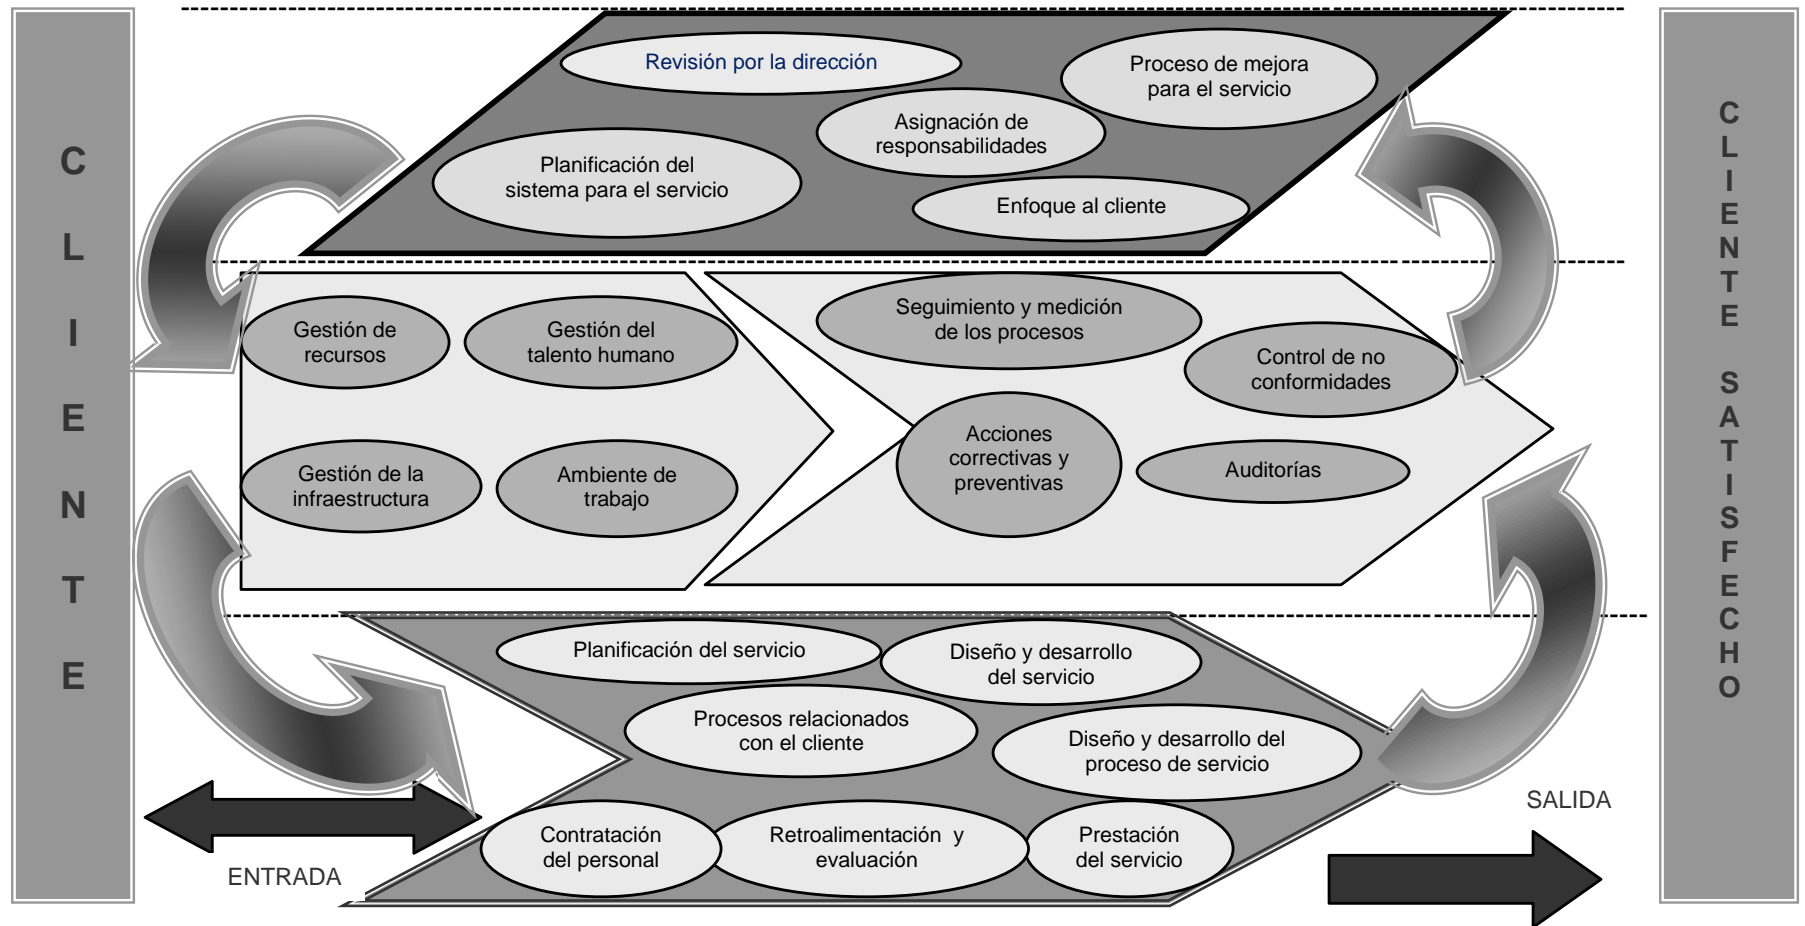 CLIENTE
Revisión por la dirección
Proceso de mejora
para el servicio
Asignación de
responsabilidades
Planificación del
sistema para el servicio
Enfoque al cliente
Gestión de
recursos
Gestión del
talento humano
Gestión de la
infraestructura
Ambiente de
trabajo
Seguimiento y medición
de los procesos
Control de no
conformidades
Acciones
correctivas y
preventivas
Auditorías
Planificación del servicio
Diseño y desarrollo
del servicio
Procesos relacionados
con el cliente
Diseño y desarrollo del
proceso de servicio
Contratación
del personal
Retroalimentación y
evaluación
Prestación
del servicio
ENTRADA
SALIDA
CLIENTE SATISFECHO